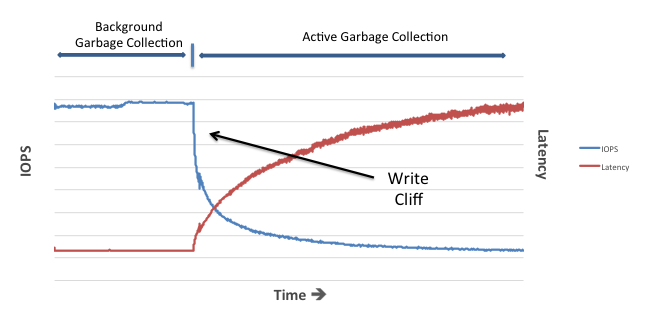 Background
Garbage Collection
Active Garbage Collection
IOPS
Latency
Write
Cliff
IOPS
Latency
Time →